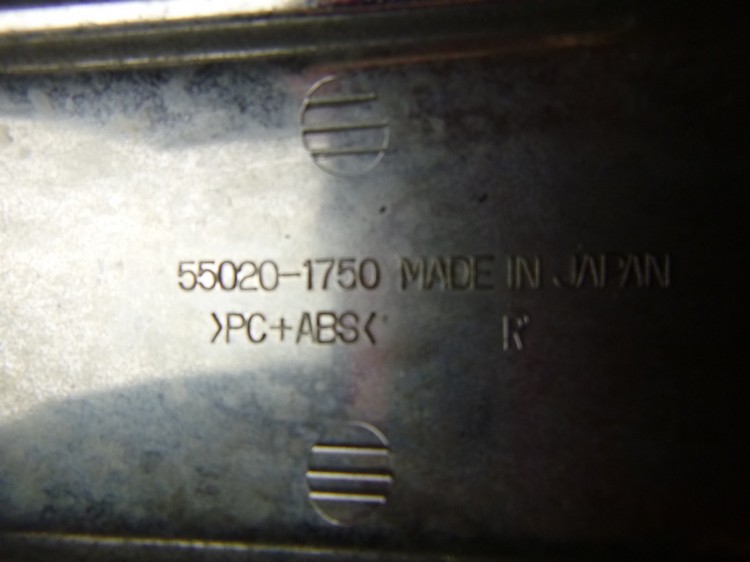 55020-1750 MADE IN JAPAN
>PC+ABS< R